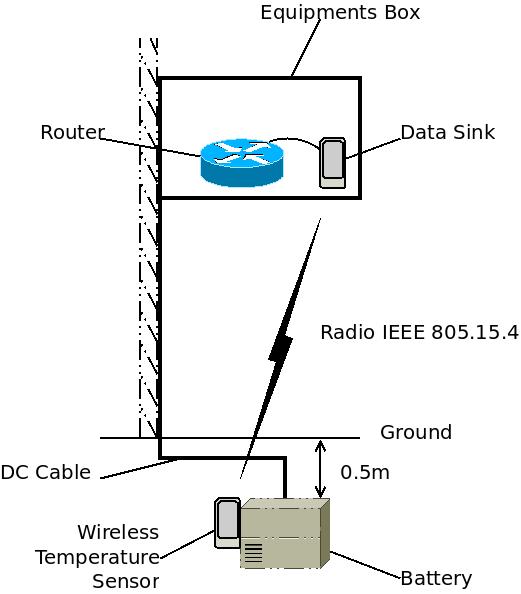 Equipments Box
Router
Data Sink
Radio IEEE 805.15.4
Ground
DC Cable
0.5m
Wireless
Temperature
Sensor
Battery